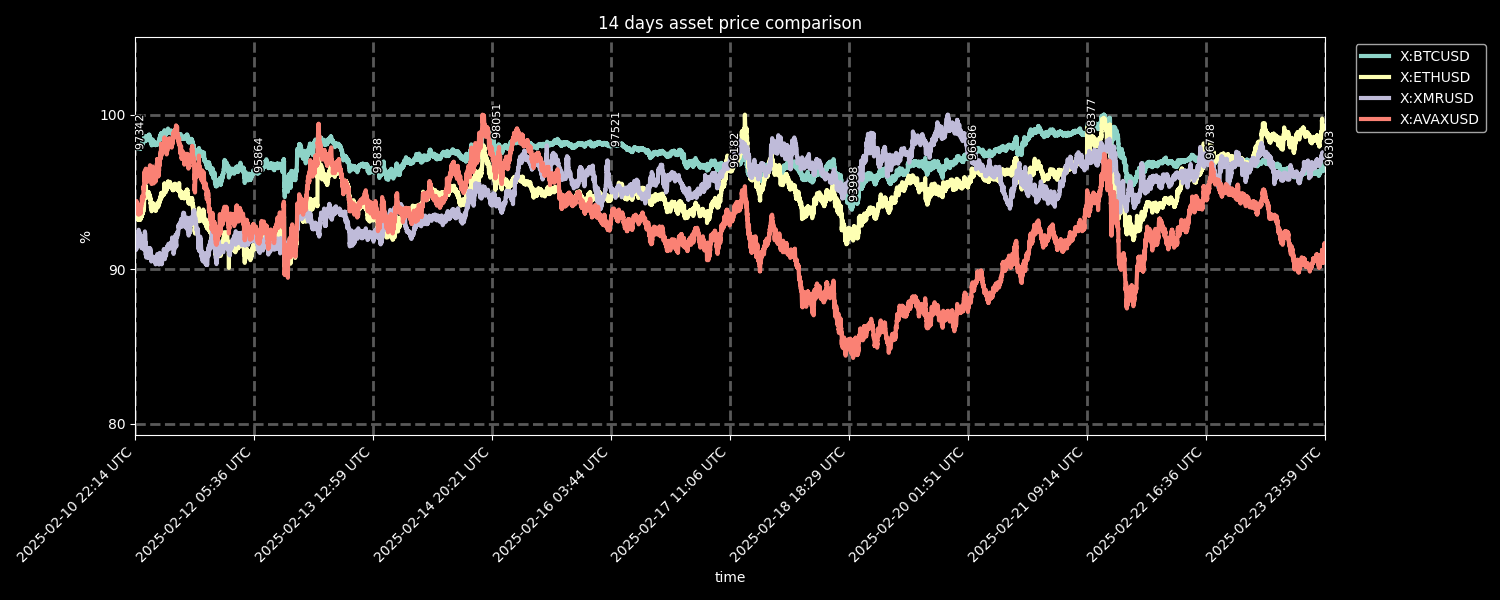 14 days asset price comparison
X:BTCUSD
X:ETHUSD
X:XMRUSD
X:AVAXUSD
100
90
80
%
97342
95864
95838
98051
97521
96182
93998
96686
98377
96738
96303
2025-02-10 22:14 UTC
2025-02-12 05:36 UTC
2025-02-13 12:59 UTC
2025-02-14 20:21 UTC
2025-02-16 03:44 UTC
2025-02-17 11:06 UTC
2025-02-18 18:29 UTC
2025-02-20 01:51 UTC
2025-02-21 09:14 UTC
2025-02-22 16:36 UTC
2025-02-23 23:59 UTC
time